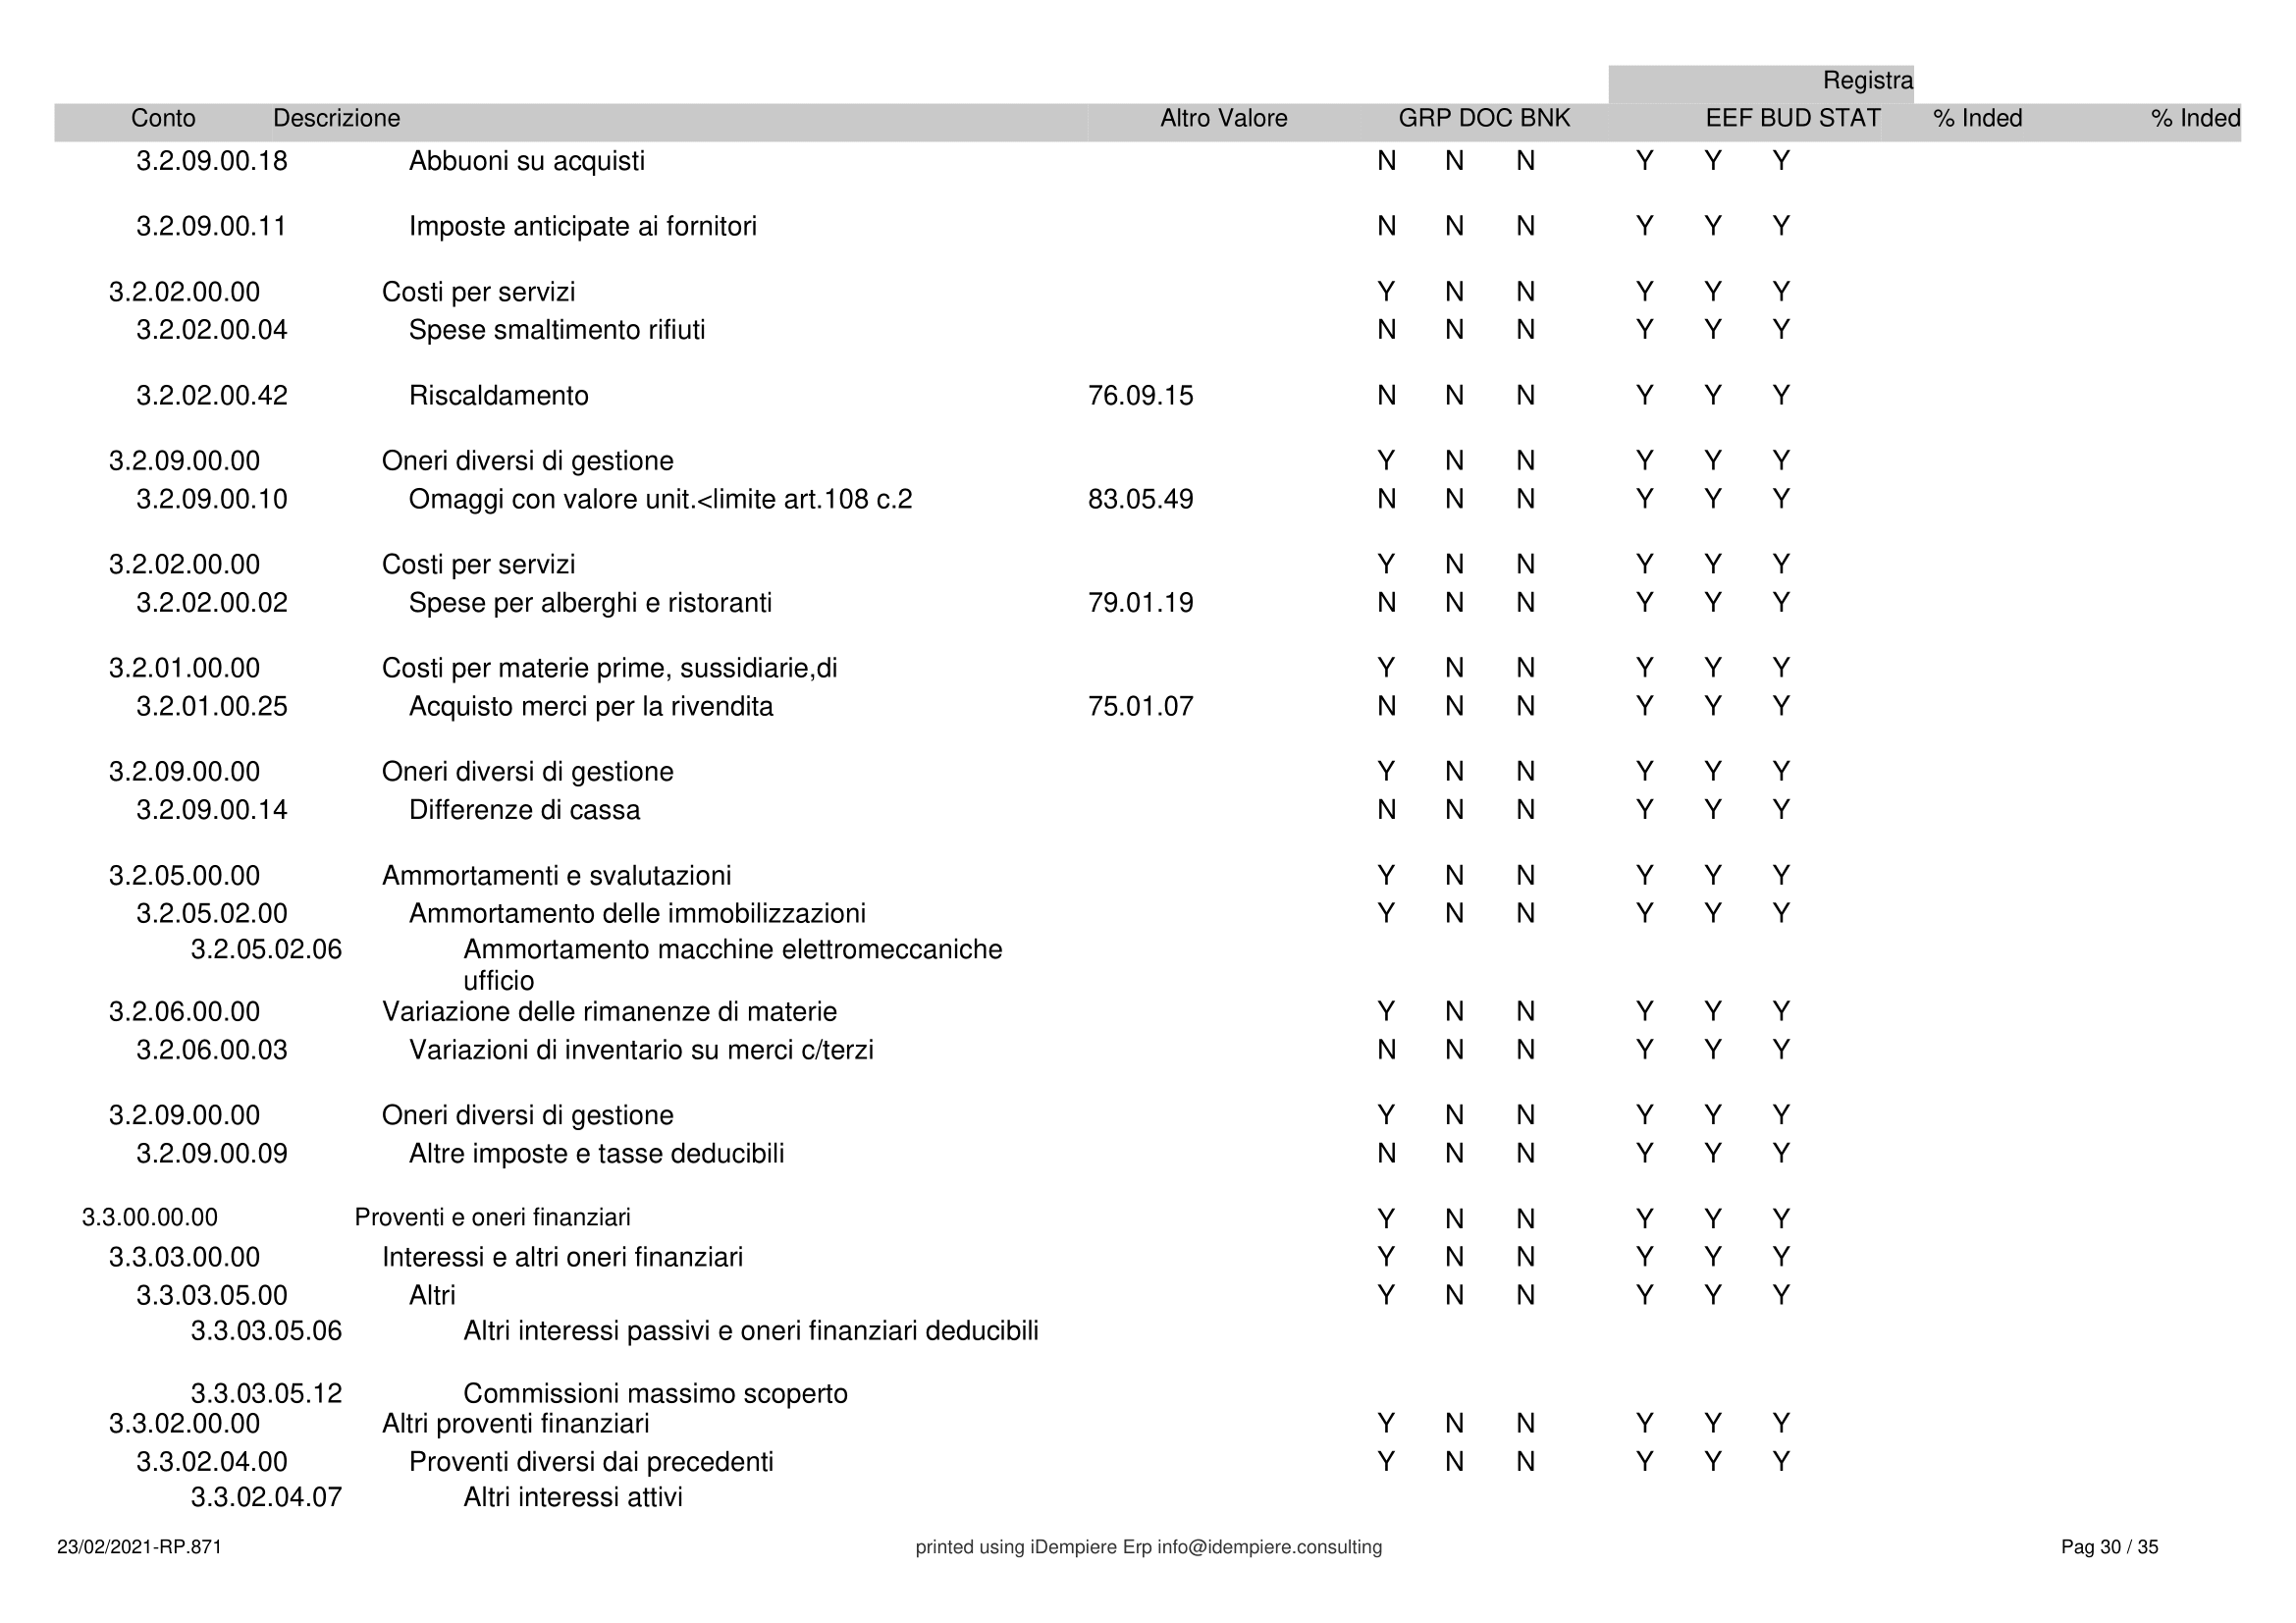 Registra
Conto Descrizione Altro Valore GRP DOC BNK EEF BUD STAT % Inded % Inded
3.2.09.00.18 Abbuoni su acquisti N N N Y Y Y
3.2.09.00.11 Imposte anticipate ai fornitori N N N Y Y Y
3.2.02.00.00 Costi per servizi Y N N Y Y Y
3.2.02.00.04 Spese smaltimento rifiuti N N N Y Y Y
3.2.02.00.42 Riscaldamento 76.09.15 N N N Y Y Y
3.2.09.00.00 Oneri diversi di gestione Y N N Y Y Y
3.2.09.00.10 Omaggi con valore unit.<limite art.108 c.2 83.05.49 N N N Y Y Y
3.2.02.00.00 Costi per servizi Y N N Y Y Y
3.2.02.00.02 Spese per alberghi e ristoranti 79.01.19 N N N Y Y Y
3.2.01.00.00 Costi per materie prime, sussidiarie,di Y N N Y Y Y
3.2.01.00.25 Acquisto merci per la rivendita 75.01.07 N N N Y Y Y
3.2.09.00.00 Oneri diversi di gestione Y N N Y Y Y
3.2.09.00.14 Differenze di cassa N N N Y Y Y
3.2.05.00.00 Ammortamenti e svalutazioni Y N N Y Y Y
3.2.05.02.00 Ammortamento delle immobilizzazioni Y N N Y Y Y
3.2.05.02.06 Ammortamento macchine elettromeccaniche
ufficio
3.2.06.00.00 Variazione delle rimanenze di materie Y N N Y Y Y
3.2.06.00.03 Variazioni di inventario su merci c/terzi N N N Y Y Y
3.2.09.00.00 Oneri diversi di gestione Y N N Y Y Y
3.2.09.00.09 Altre imposte e tasse deducibili N N N Y Y Y
3.3.00.00.00 Proventi e oneri finanziari Y N N Y Y Y
3.3.03.00.00 Interessi e altri oneri finanziari Y N N Y Y Y
3.3.03.05.00 Altri Y N N Y Y Y
3.3.03.05.06 Altri interessi passivi e oneri finanziari deducibili
3.3.03.05.12 Commissioni massimo scoperto
3.3.02.00.00 Altri proventi finanziari Y N N Y Y Y
3.3.02.04.00 Proventi diversi dai precedenti Y N N Y Y Y
3.3.02.04.07 Altri interessi attivi
23/02/2021-RP.871 printed using iDempiere Erp info@idempiere.consulting Pag 30 / 35